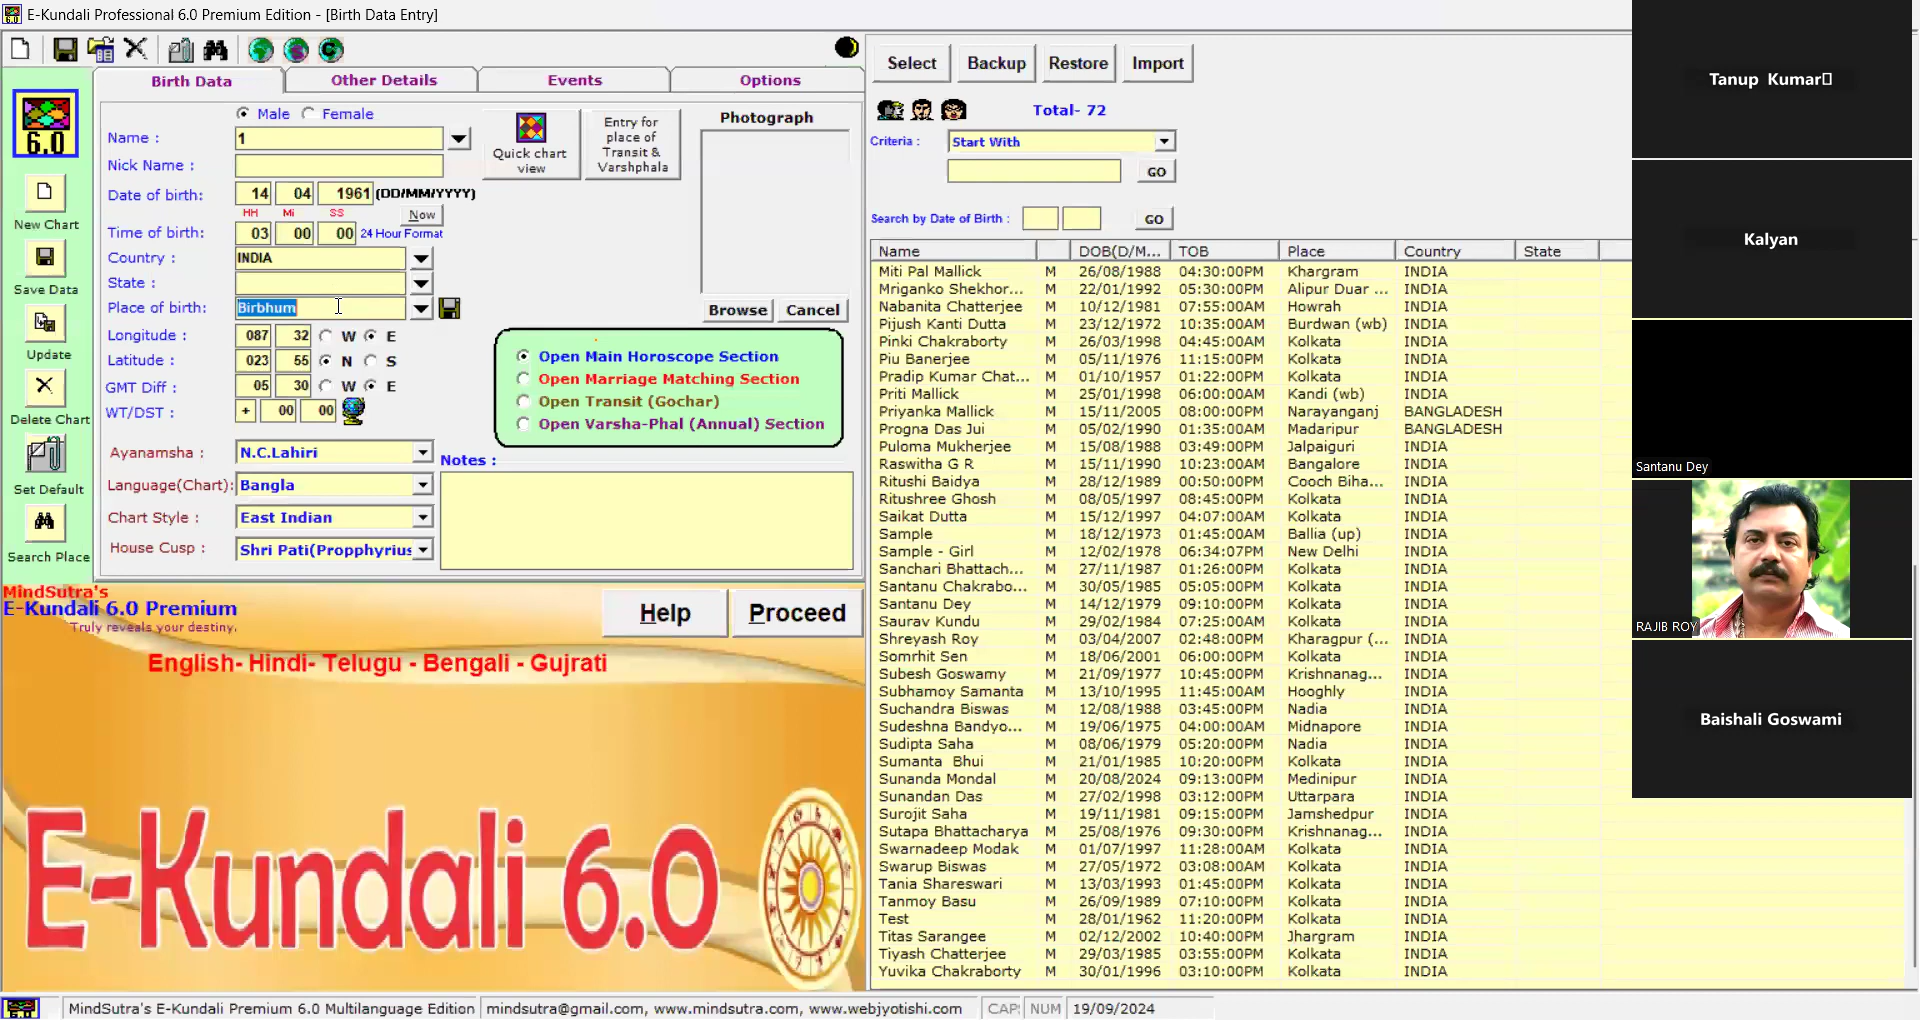 E-Kundali Professional 6.0 Premium Edition - [Birth Data Entry]
Birth Data
Other Details
Events
Options
6.0
New Chart
Save Data
Update
Delete Chart
Set Default
Search Place
Male Female
Name : 1
Nick Name :
Date of birth: 14 04 1961 (DD/MM/YYYY)
HH Mi SS Now
Time of birth: 03 00 00 24 Hour Format
Country : INDIA
State :
Place of birth: Birbhum
Longitude : 087 32 W E
Latitude : 023 55 N S
GMT Diff : 05 30 W E
WT/DST : + 00 00
Ayanamsha : N.C.Lahiri
Language(Chart): Bangla
Chart Style : East Indian
House Cusp : Shri Pati(Propphyrius
Quick chart
view
Entry for
place of
Transit &
Varshphala
Photograph
Browse Cancel
Open Main Horoscope Section
Open Marriage Matching Section
Open Transit (Gochar)
Open Varsha-Phal (Annual) Section
Notes :
MindSutra's
E-Kundali 6.0 Premium
Truly reveals your destiny.
Help Proceed
English- Hindi- Telugu - Bengali - Gujrati
E-Kundali 6.0
Select Backup Restore Import
Total- 72
Criteria : Start With
GO
Search by Date of Birth : GO
Name DOB(D/M... TOB Place Country State
Miti Pal Mallick M 26/08/1988 04:30:00PM Khargram INDIA
Mriganko Shekhor... M 22/01/1992 05:30:00PM Alipur Duar ... INDIA
Nabanita Chatterjee M 10/12/1981 07:55:00AM Howrah INDIA
Pijush Kanti Dutta M 23/12/1972 10:35:00AM Burdwan (wb) INDIA
Pinki Chakraborty M 26/03/1998 04:45:00AM Kolkata INDIA
Piu Banerjee M 05/11/1976 11:15:00PM Kolkata INDIA
Pradip Kumar Chat... M 01/10/1957 01:22:00PM Kolkata INDIA
Priti Mallick M 25/01/1998 06:00:00AM Kandi (wb) INDIA
Priyanka Mallick M 15/11/2005 08:00:00PM Narayanganj BANGLADESH
Progna Das Jui M 05/02/1990 01:35:00AM Madaripur BANGLADESH
Puloma Mukherjee M 15/08/1988 03:49:00PM Jalpaiguri INDIA
Raswitha G R M 15/11/1990 10:23:00AM Bangalore INDIA
Ritushi Baidya M 28/12/1989 00:50:00PM Cooch Biha... INDIA
Ritushree Ghosh M 08/05/1997 08:45:00PM Kolkata INDIA
Saikat Dutta M 15/12/1997 04:07:00AM Kolkata INDIA
Sample M 18/12/1973 01:45:00AM Ballia (up) INDIA
Sample - Girl M 12/02/1978 06:34:07PM New Delhi INDIA
Sanchari Bhattach... M 27/11/1987 01:26:00PM Kolkata INDIA
Santanu Chakrabo... M 30/05/1985 05:05:00PM Kolkata INDIA
Santanu Dey M 14/12/1979 09:10:00PM Kolkata INDIA
Saurav Kundu M 29/02/1984 07:25:00AM Kolkata INDIA
Shreyash Roy M 03/04/2007 02:48:00PM Kharagpur (... INDIA
Somrhit Sen M 18/06/2001 06:00:00PM Kolkata INDIA
Subesh Goswamy M 21/09/1977 10:45:00PM Krishnanag... INDIA
Subhamoy Samanta M 13/10/1995 11:45:00AM Hooghly INDIA
Suchandra Biswas M 12/08/1988 03:45:00PM Nadia INDIA
Sudeshna Bandyo... M 19/06/1975 04:00:00AM Midnapore INDIA
Sudipta Saha M 08/06/1979 05:20:00PM Nadia INDIA
Sumanta Bhui M 21/01/1985 10:20:00PM Kolkata INDIA
Sunanda Mondal M 20/08/2024 09:13:00PM Medinipur INDIA
Sunandan Das M 27/02/1998 03:12:00PM Uttarpara INDIA
Surojit Saha M 19/11/1981 09:15:00PM Jamshedpur INDIA
Sutapa Bhattacharya M 25/08/1976 09:30:00PM Krishnanag... INDIA
Swarnadeep Modak M 01/07/1997 11:28:00AM Kolkata INDIA
Swarup Biswas M 27/05/1972 03:08:00AM Kolkata INDIA
Tania Shareswari M 13/03/1993 01:45:00PM Kolkata INDIA
Tanmoy Basu M 26/09/1989 07:10:00PM Kolkata INDIA
Test M 28/01/1962 11:20:00PM Kolkata INDIA
Titas Sarangee M 02/12/2002 10:40:00PM Jhargram INDIA
Tiyash Chatterjee M 29/03/1985 03:55:00PM Kolkata INDIA
Yuvika Chakraborty M 30/01/1996 03:10:00PM Kolkata INDIA
Tanup Kumar
Kalyan
Santanu Dey
RAJIB ROY
Baishali Goswami
MindSutra's E-Kundali Premium 6.0 Multilanguage Edition mindsutra@gmail.com, www.mindsutra.com, www.webjyotishi.com CAP NUM 19/09/2024